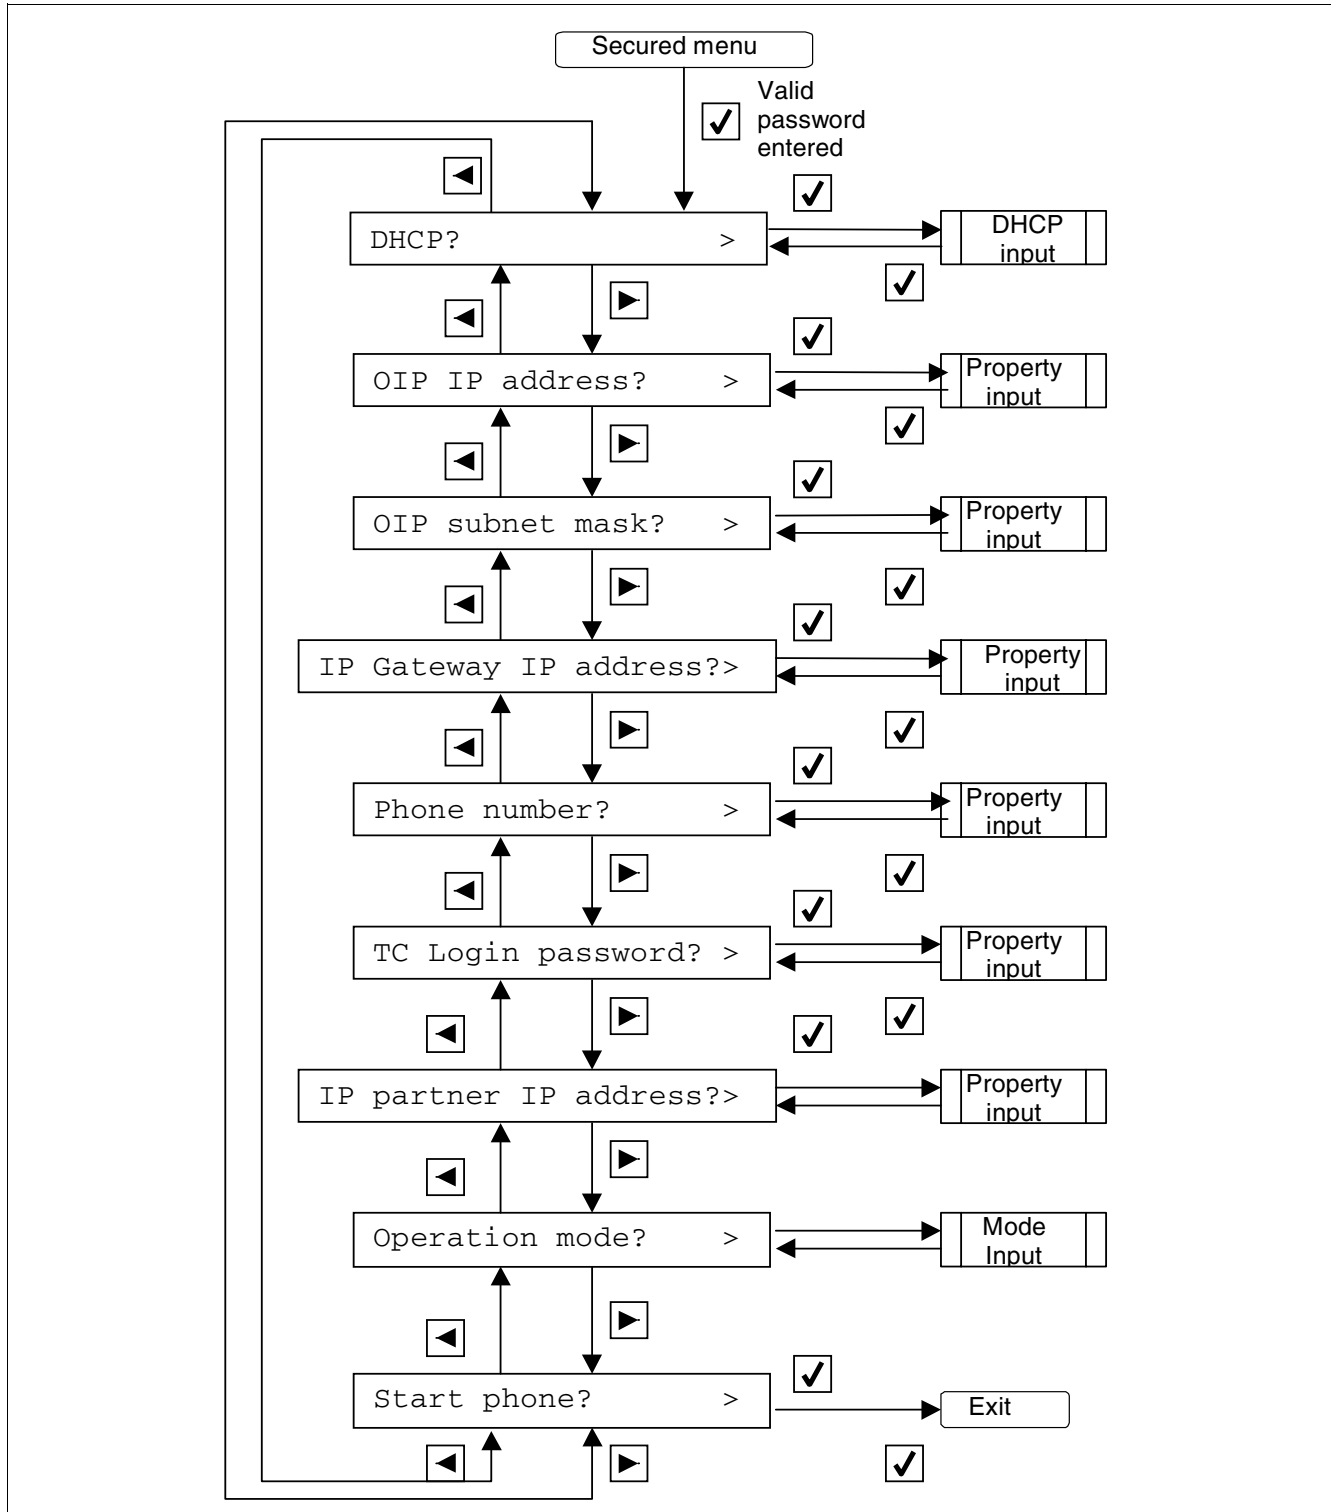 Secured menu
Valid
password
entered
DHCP? >
DHCP
input
OIP IP address? >
Property
input
OIP subnet mask? >
Property
input
IP Gateway IP address?>
Property
input
Phone number? >
Property
input
TC Login password? >
Property
input
IP partner IP address?>
Property
input
Operation mode? >
Mode
Input
Start phone? >
Exit